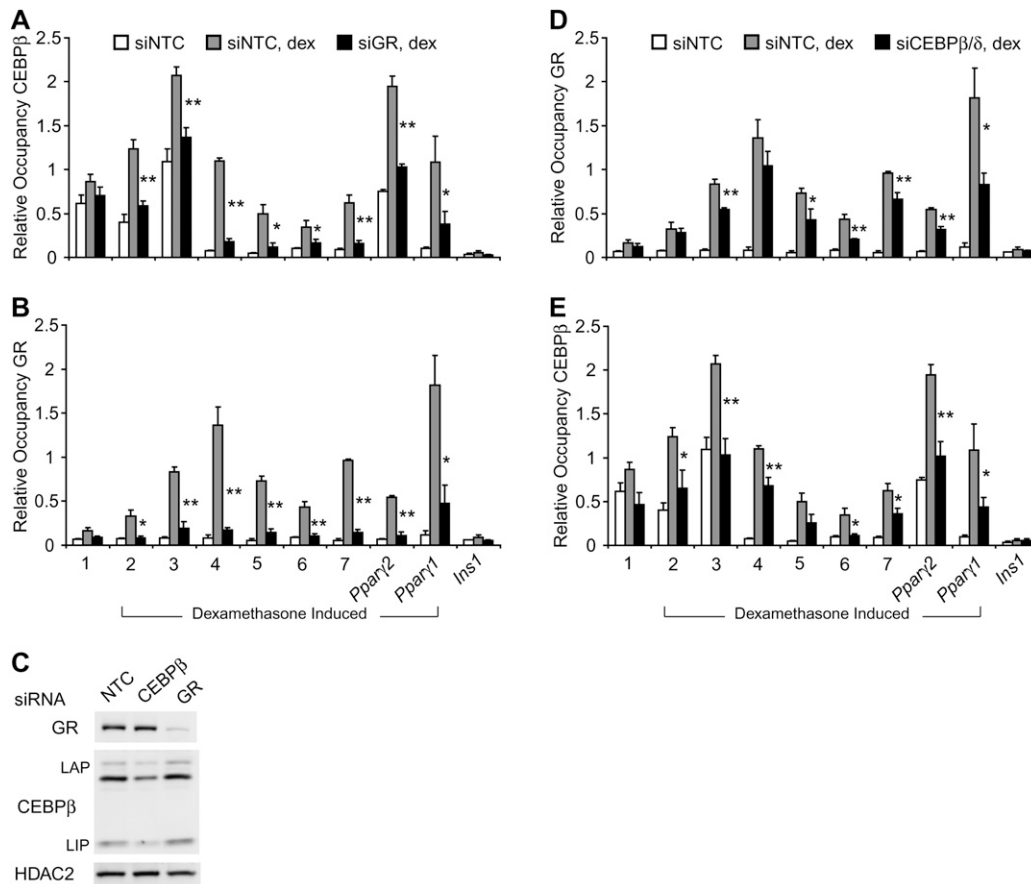 A
siNTC siNTC, dex siGR, dex
Relative Occupancy CEBPβ
2.5
2
1.5
1
0.5
0
** ** ** * * ** ** *
B
Relative Occupancy GR
2.5
2
1.5
1
0.5
0
* ** ** ** ** ** ** *
1 2 3 4 5 6 7 Pparγ2 Pparγ1 Ins1
Dexamethasone Induced
C
siRNA NTC CEBPβ GR
GR
LAP
CEBPβ
LIP
HDAC2
D
siNTC siNTC, dex siCEBPβ/δ, dex
Relative Occupancy GR
2.5
2
1.5
1
0.5
0
** * ** ** ** *
E
Relative Occupancy CEBPβ
2.5
2
1.5
1
0.5
0
* ** ** * * ** *
1 2 3 4 5 6 7 Pparγ2 Pparγ1 Ins1
Dexamethasone Induced